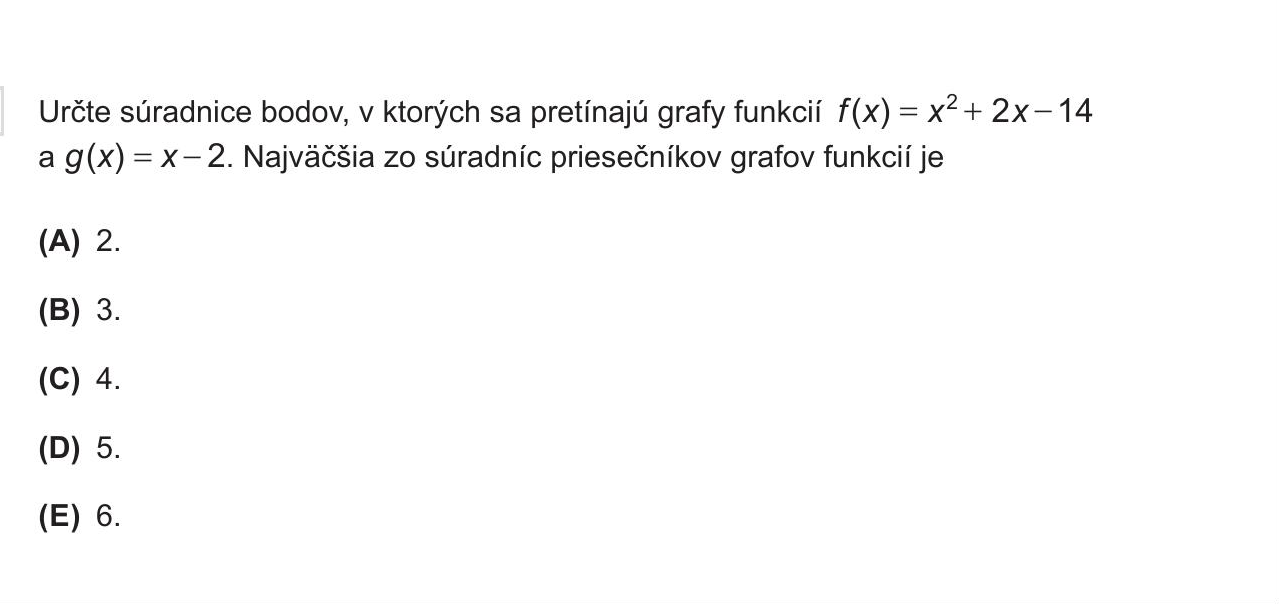 Určte súradnice bodov, v ktorých sa pretínajú grafy funkcií f(x) = x² + 2x – 14
a g(x) = x – 2. Najväčšia zo súradníc priesečníkov grafov funkcií je
(A) 2.
(B) 3.
(C) 4.
(D) 5.
(E) 6.